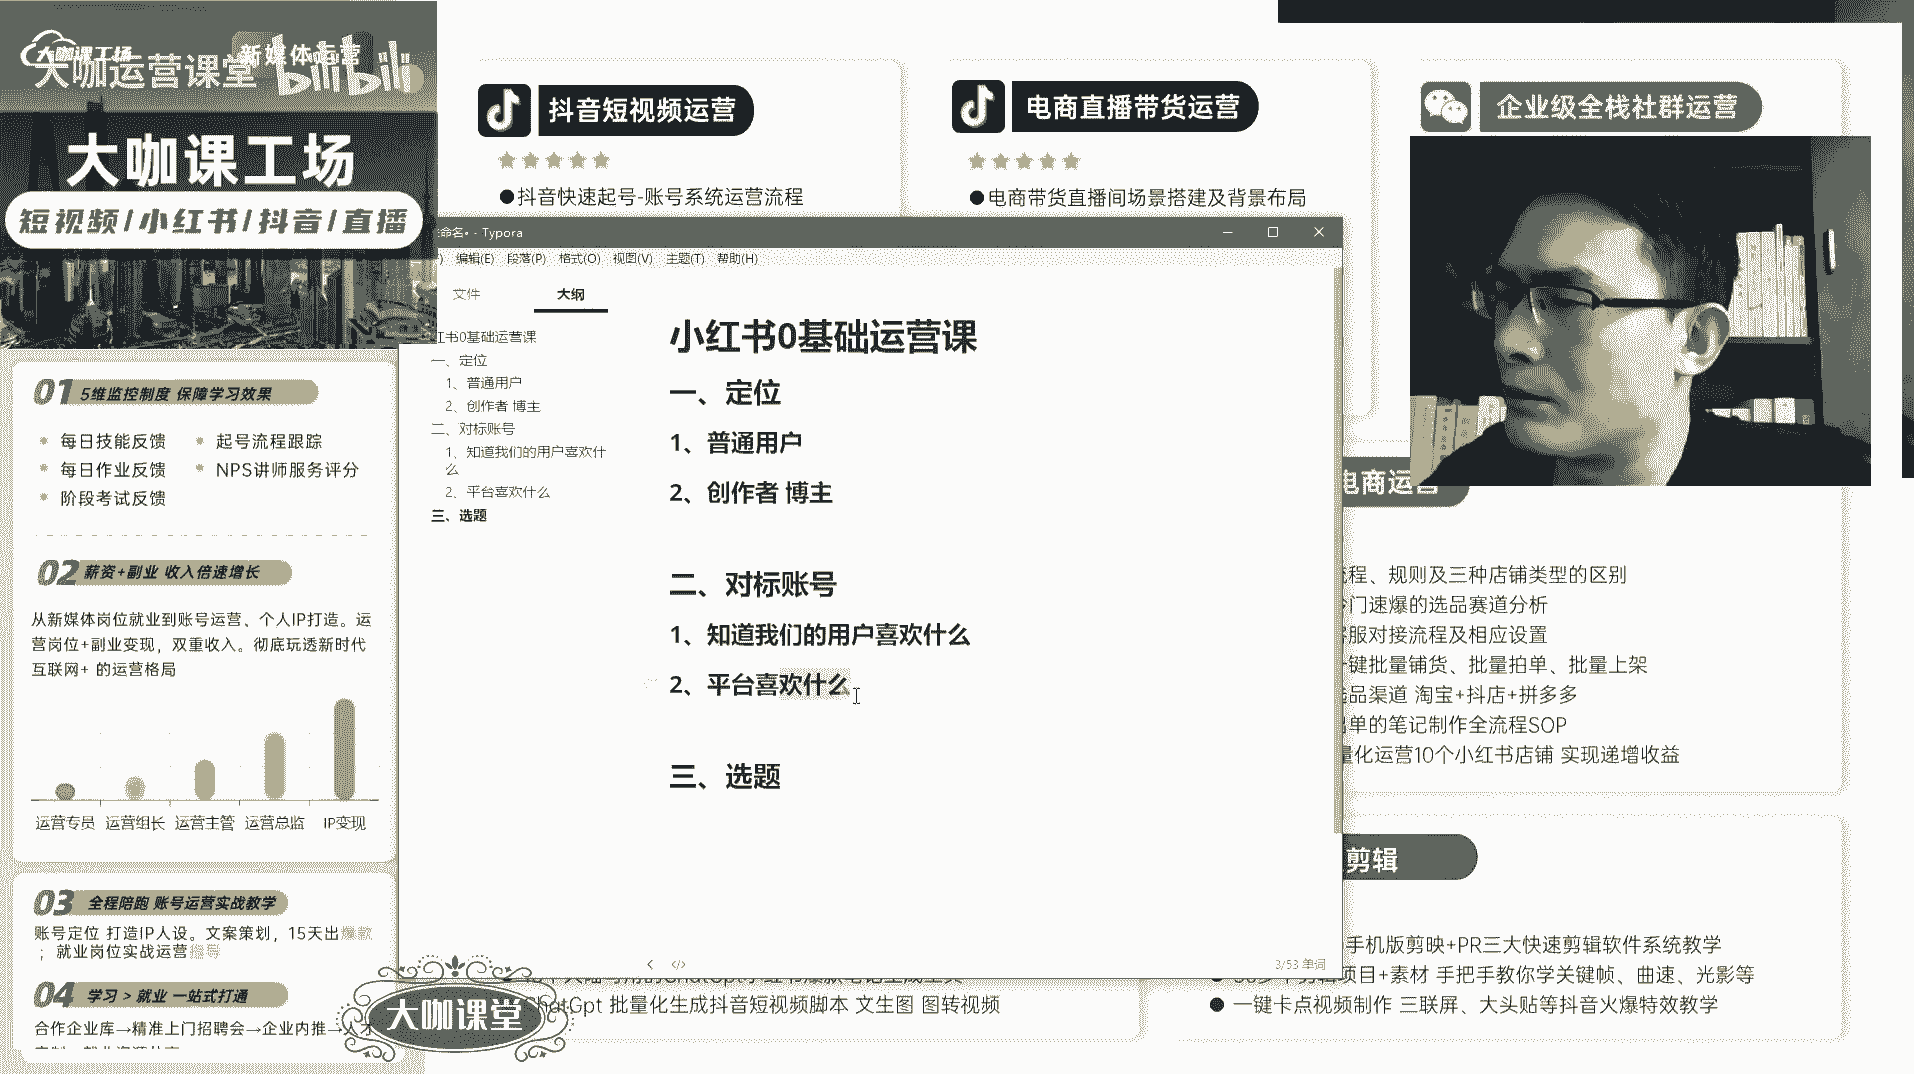 大咖课工场
新媒体运营
大咖运营课堂 bilibili
大咖课工场
短视频/小红书/抖音/直播
01 5维监控制度 保障学习效果
每日技能反馈 起号流程跟踪
每日作业反馈 NPS讲师服务评分
阶段考试反馈
02 薪资+副业 收入倍速增长
从新媒体岗位就业到账号运营、个人IP打造。运
营岗位+副业变现，双重收入。彻底玩透新时代
互联网+ 的运营格局
运营专员 运营组长 运营主管 运营总监 IP变现
03 全程陪跑 账号运营实战教学
账号定位 打造IP人设。文案策划，15天出爆款
；就业岗位实战运营指导
04 学习 > 就业 一站式打通
合作企业库→精准上门招聘会→企业内推→人才
大咖课堂
抖音短视频运营
●抖音快速起号-账号系统运营流程
电商直播带货运营
●电商带货直播间场景搭建及背景布局
企业级全栈社群运营
命名• - Typora
编辑(E) 段落(P) 格式(O) 视图(V) 主题(T) 帮助(H)
文件 大纲
书0基础运营课
一、定位
1、普通用户
2、创作者 博主
二、对标账号
1、知道我们的用户喜欢什
么
2、平台喜欢什么
三、选题
小红书0基础运营课
一、定位
1、普通用户
2、创作者 博主
二、对标账号
1、知道我们的用户喜欢什么
2、平台喜欢什么
三、选题
3/53 单词
电商运营
程、规则及三种店铺类型的区别
门速爆的选品赛道分析
服对接流程及相应设置
键批量铺货、批量拍单、批量上架
品渠道 淘宝+抖店+拼多多
单的笔记制作全流程SOP
量化运营10个小红书店铺 实现递增收益
剪辑
手机版剪映+PR三大快速剪辑软件系统教学
项目+素材 手把手教你学关键帧、曲速、光影等
● 一键卡点视频制作 三联屏、大头贴等抖音火爆特效教学
ChatGpt 批量化生成抖音短视频脚本 文生图 图转视频